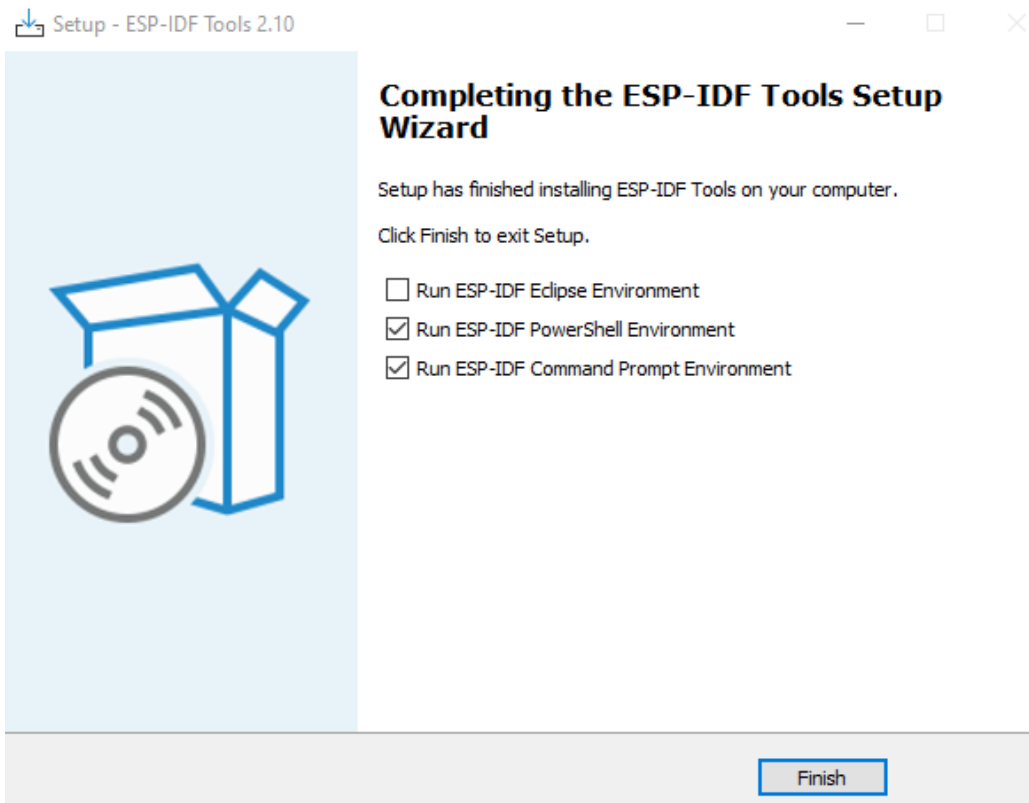 Setup - ESP-IDF Tools 2.10
Completing the ESP-IDF Tools Setup
Wizard
Setup has finished installing ESP-IDF Tools on your computer.
Click Finish to exit Setup.
Run ESP-IDF Eclipse Environment
Run ESP-IDF PowerShell Environment
Run ESP-IDF Command Prompt Environment
Finish